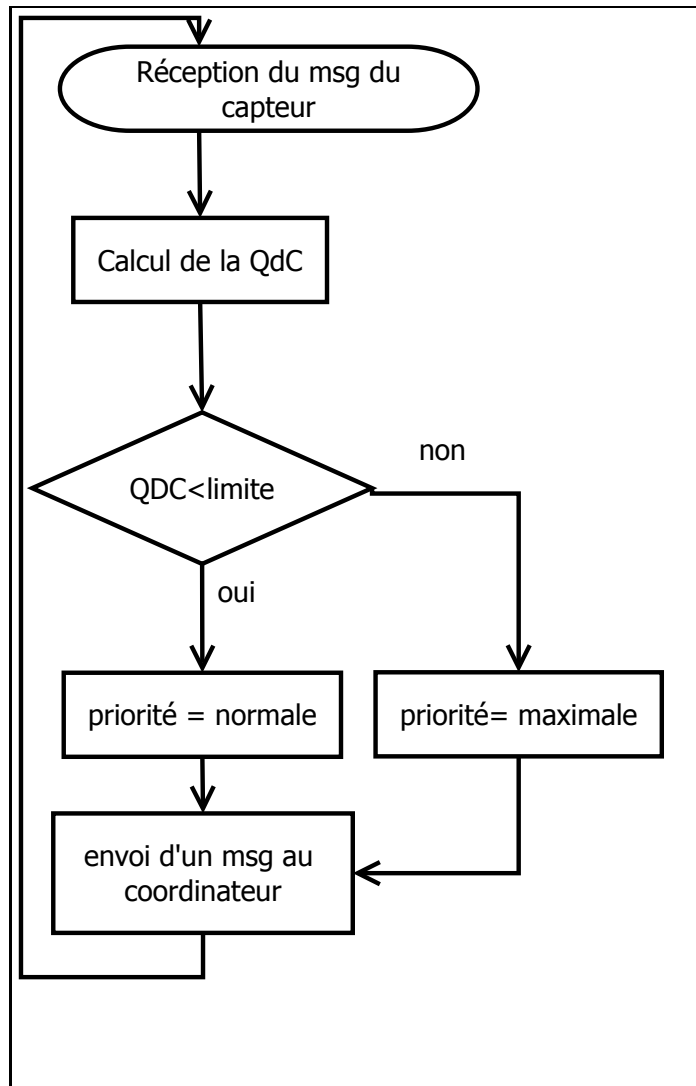 Réception du msg du
capteur
Calcul de la QdC
QDC<limite
non
oui
priorité = normale
priorité= maximale
envoi d'un msg au
coordinateur